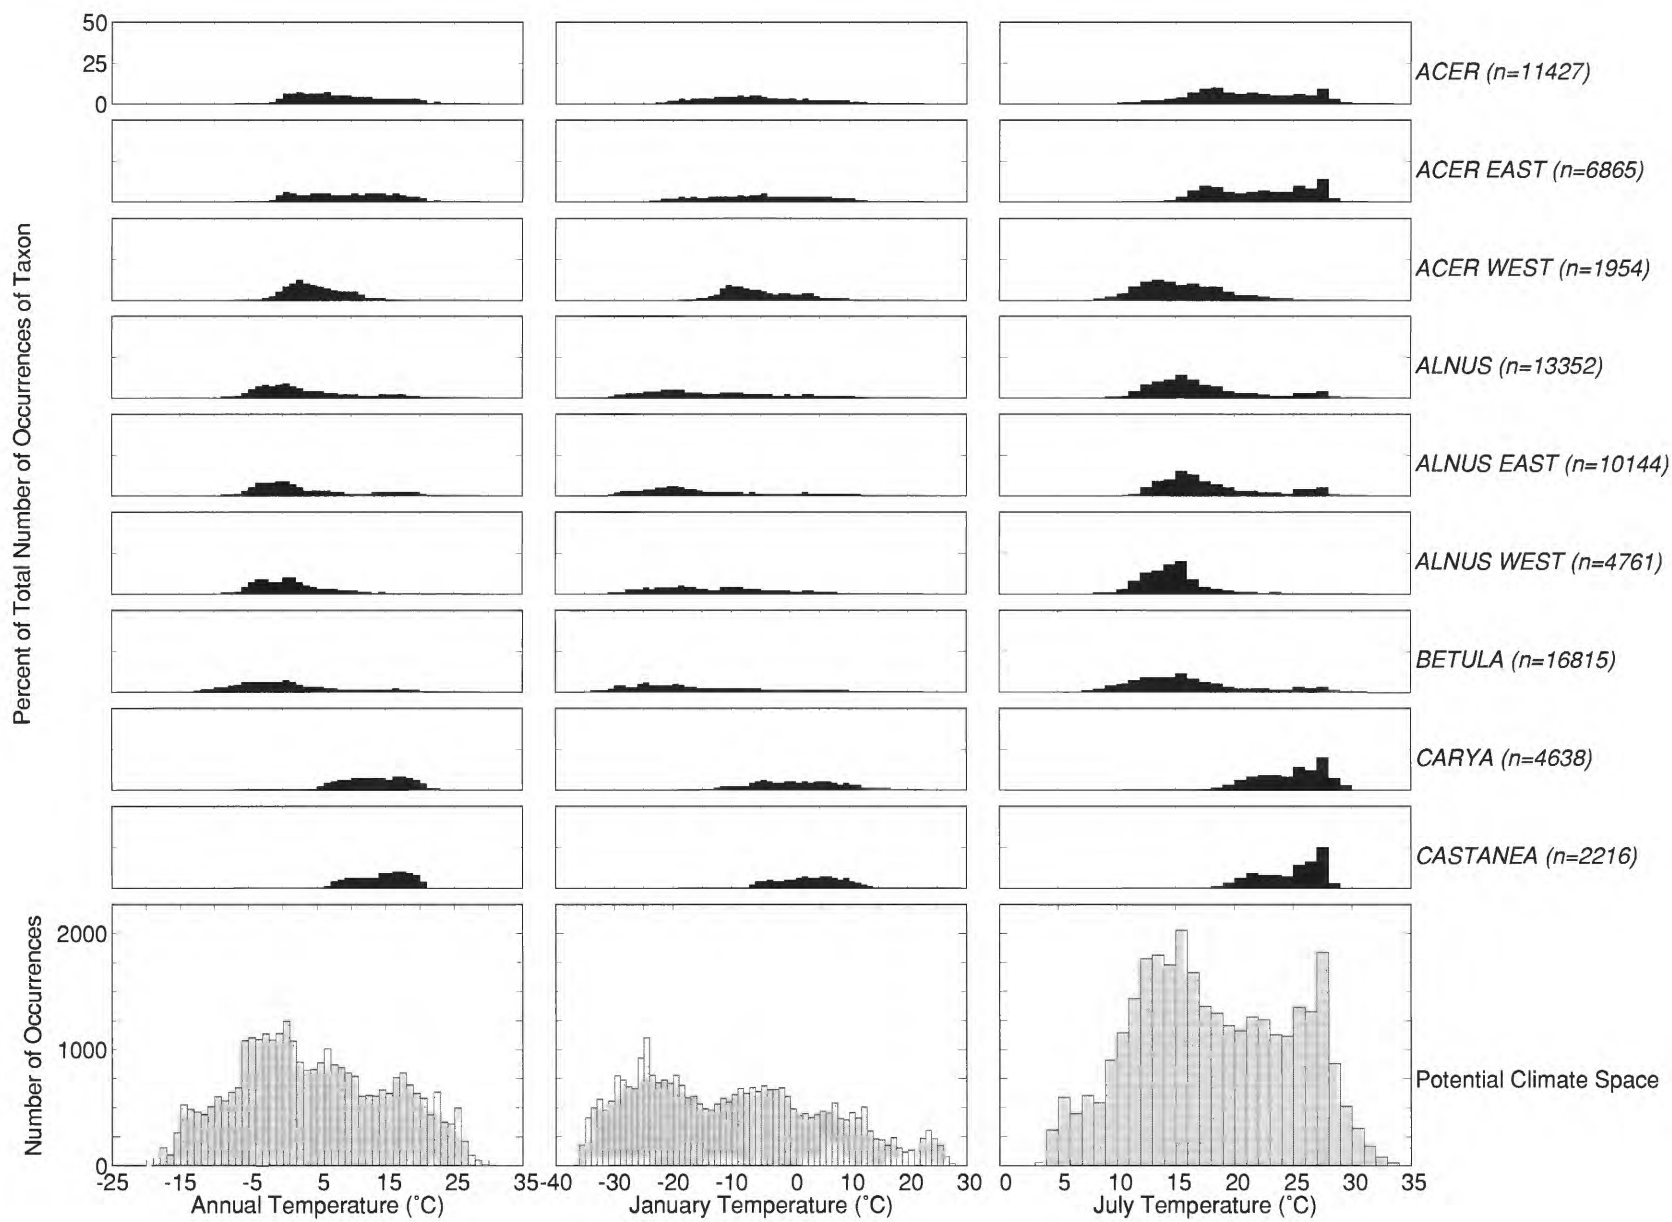 50
25
0
ACER (n=11427)
ACER EAST (n=6865)
ACER WEST (n=1954)
ALNUS (n=13352)
ALNUS EAST (n=10144)
ALNUS WEST (n=4761)
BETULA (n=16815)
CARYA (n=4638)
CASTANEA (n=2216)
Percent of Total Number of Occurrences of Taxon
Number of Occurrences
2000
1000
0
Potential Climate Space
-25 -15 -5 5 15 25 35
-40 -30 -20 -10 0 10 20 30
0 5 10 15 20 25 30 35
Annual Temperature (°C)
January Temperature (°C)
July Temperature (°C)